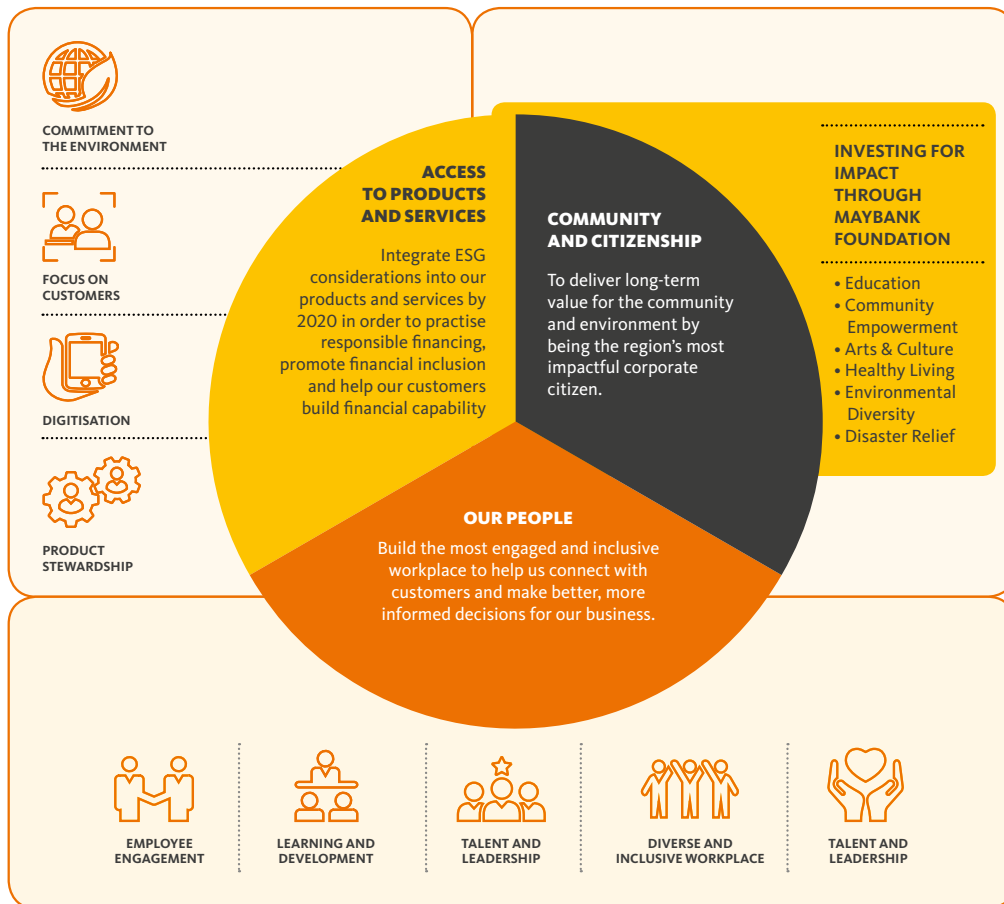 COMMITMENT TO
THE ENVIRONMENT
FOCUS ON
CUSTOMERS
DIGITISATION
PRODUCT
STEWARDSHIP
ACCESS
TO PRODUCTS
AND SERVICES
Integrate ESG
considerations into our
products and services by
2020 in order to practise
responsible financing,
promote financial inclusion
and help our customers
build financial capability
COMMUNITY
AND CITIZENSHIP
To deliver long-term
value for the community
and environment by
being the region's most
impactful corporate
citizen.
INVESTING FOR
IMPACT
THROUGH
MAYBANK
FOUNDATION
• Education
• Community
Empowerment
• Arts & Culture
• Healthy Living
• Environmental
Diversity
• Disaster Relief
OUR PEOPLE
Build the most engaged and inclusive
workplace to help us connect with
customers and make better, more
informed decisions for our business.
EMPLOYEE
ENGAGEMENT
LEARNING AND
DEVELOPMENT
TALENT AND
LEADERSHIP
DIVERSE AND
INCLUSIVE WORKPLACE
TALENT AND
LEADERSHIP